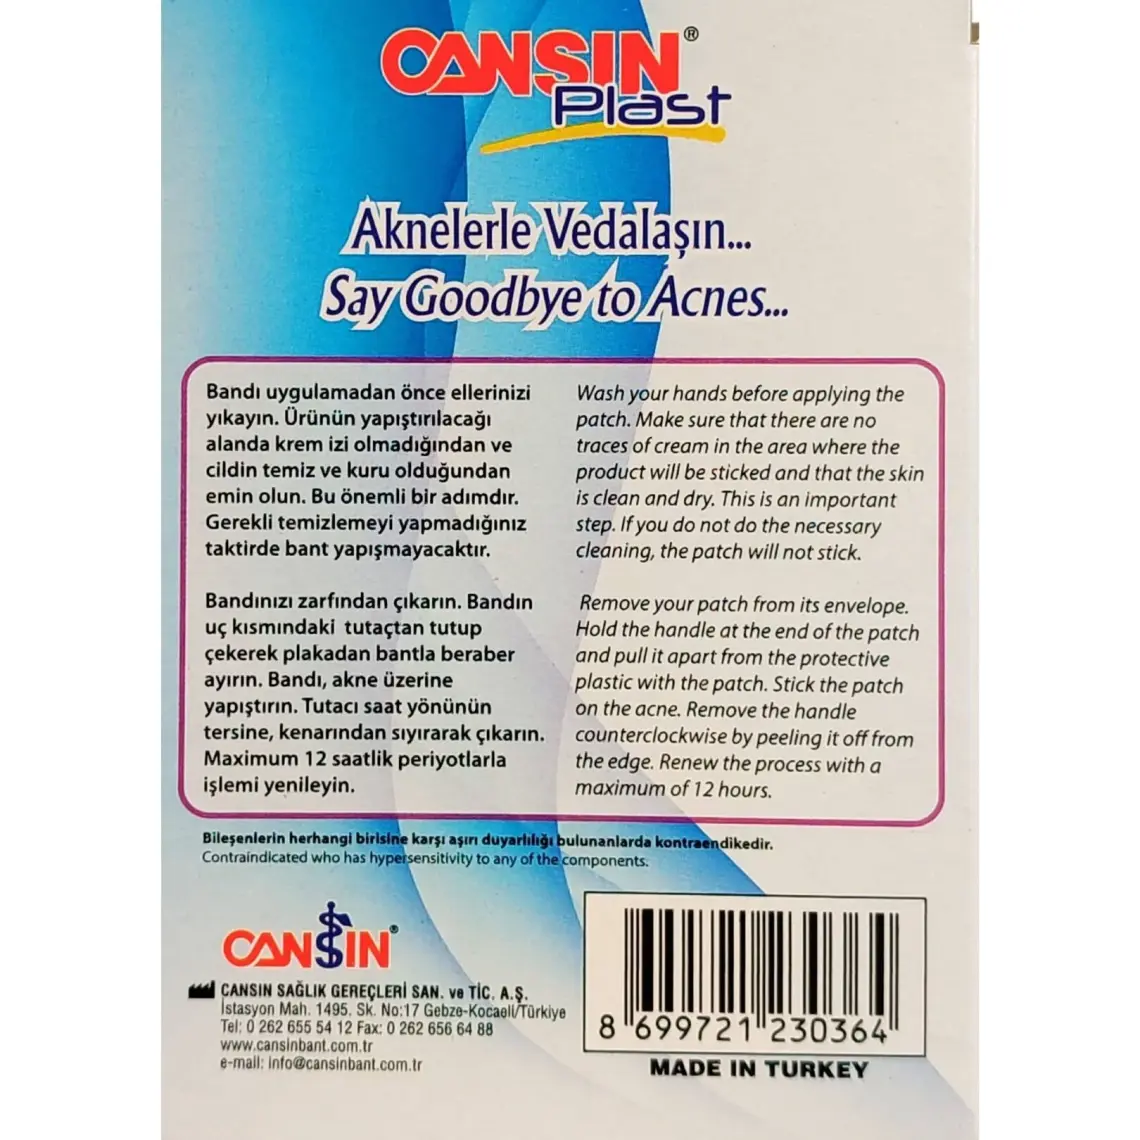 CANSIN®
Plast
Aknelerle Vedalaşın...
Say Goodbye to Acnes...
Bandı uygulamadan önce ellerinizi
yıkayın. Ürünün yapıştırılacağı
alanda krem izi olmadığından ve
cildin temiz ve kuru olduğundan
emin olun. Bu önemli bir adımdır.
Gerekli temizlemeyi yapmadığınız
taktirde bant yapışmayacaktır.
Bandınızı zarfından çıkarın. Bandın
uç kısmındaki tutaçtan tutup
çekerek plakadan bantla beraber
ayırın. Bandı, akne üzerine
yapıştırın. Tutacı saat yönünün
tersine, kenarından sıyırarak çıkarın.
Maximum 12 saatlik periyotlarla
işlemi yenileyin.
Wash your hands before applying the
patch. Make sure that there are no
traces of cream in the area where the
product will be sticked and that the skin
is clean and dry. This is an important
step. If you do not do the necessary
cleaning, the patch will not stick.
Remove your patch from its envelope.
Hold the handle at the end of the patch
and pull it apart from the protective
plastic with the patch. Stick the patch
on the acne. Remove the handle
counterclockwise by peeling it off from
the edge. Renew the process with a
maximum of 12 hours.
Bileşenlerin herhangi birisine karşı aşırı duyarlılığı bulunanlarda kontraendikedir.
Contraindicated who has hypersensitivity to any of the components.
CANSIN®
CANSIN SAĞLIK GEREÇLERİ SAN. ve TİC. A.Ş.
İstasyon Mah. 1495. Sk. No:17 Gebze-Kocaeli/Türkiye
Tel: 0 262 655 54 12 Fax: 0 262 656 64 88
www.cansinbant.com.tr
e-mail: info@cansinbant.com.tr
8 699721 230364
MADE IN TURKEY